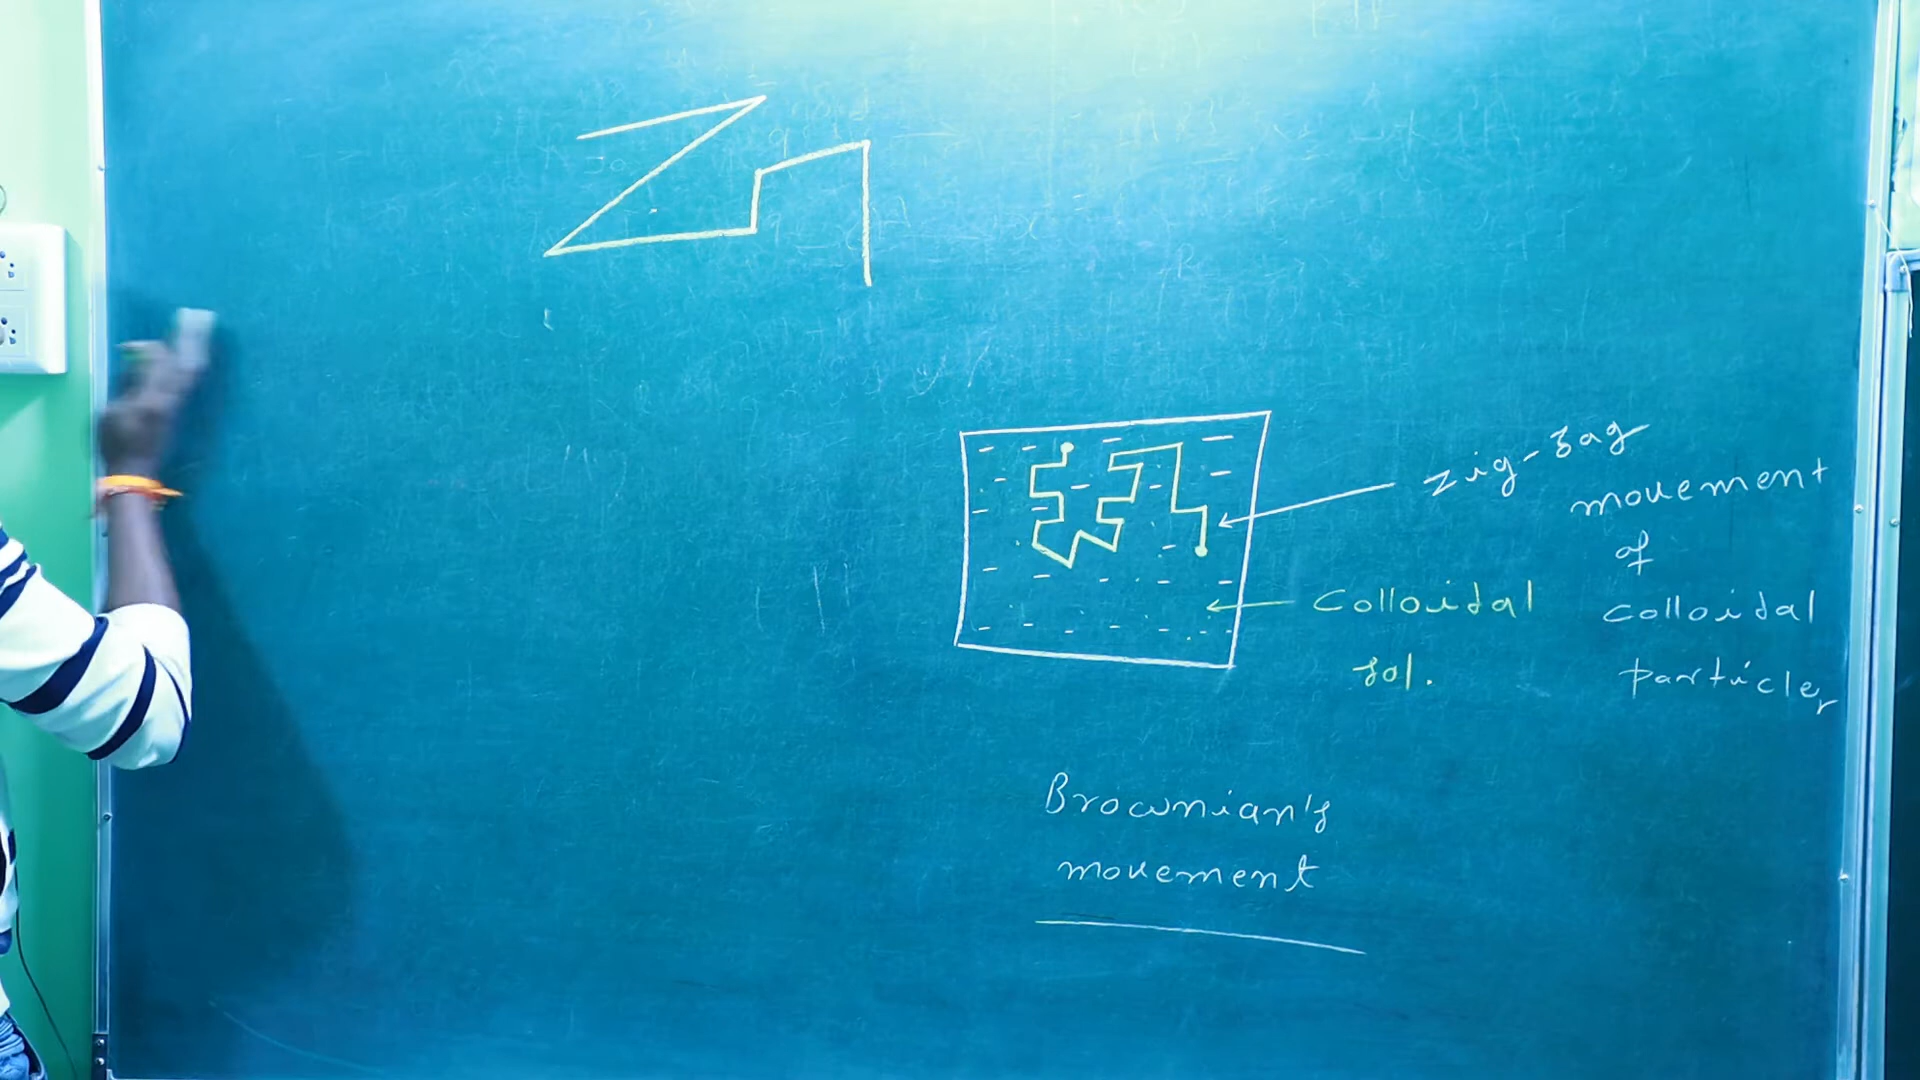 zig-zag
movement
of
colloidal
particles
Colloidal
sol.
Brownian's
movement